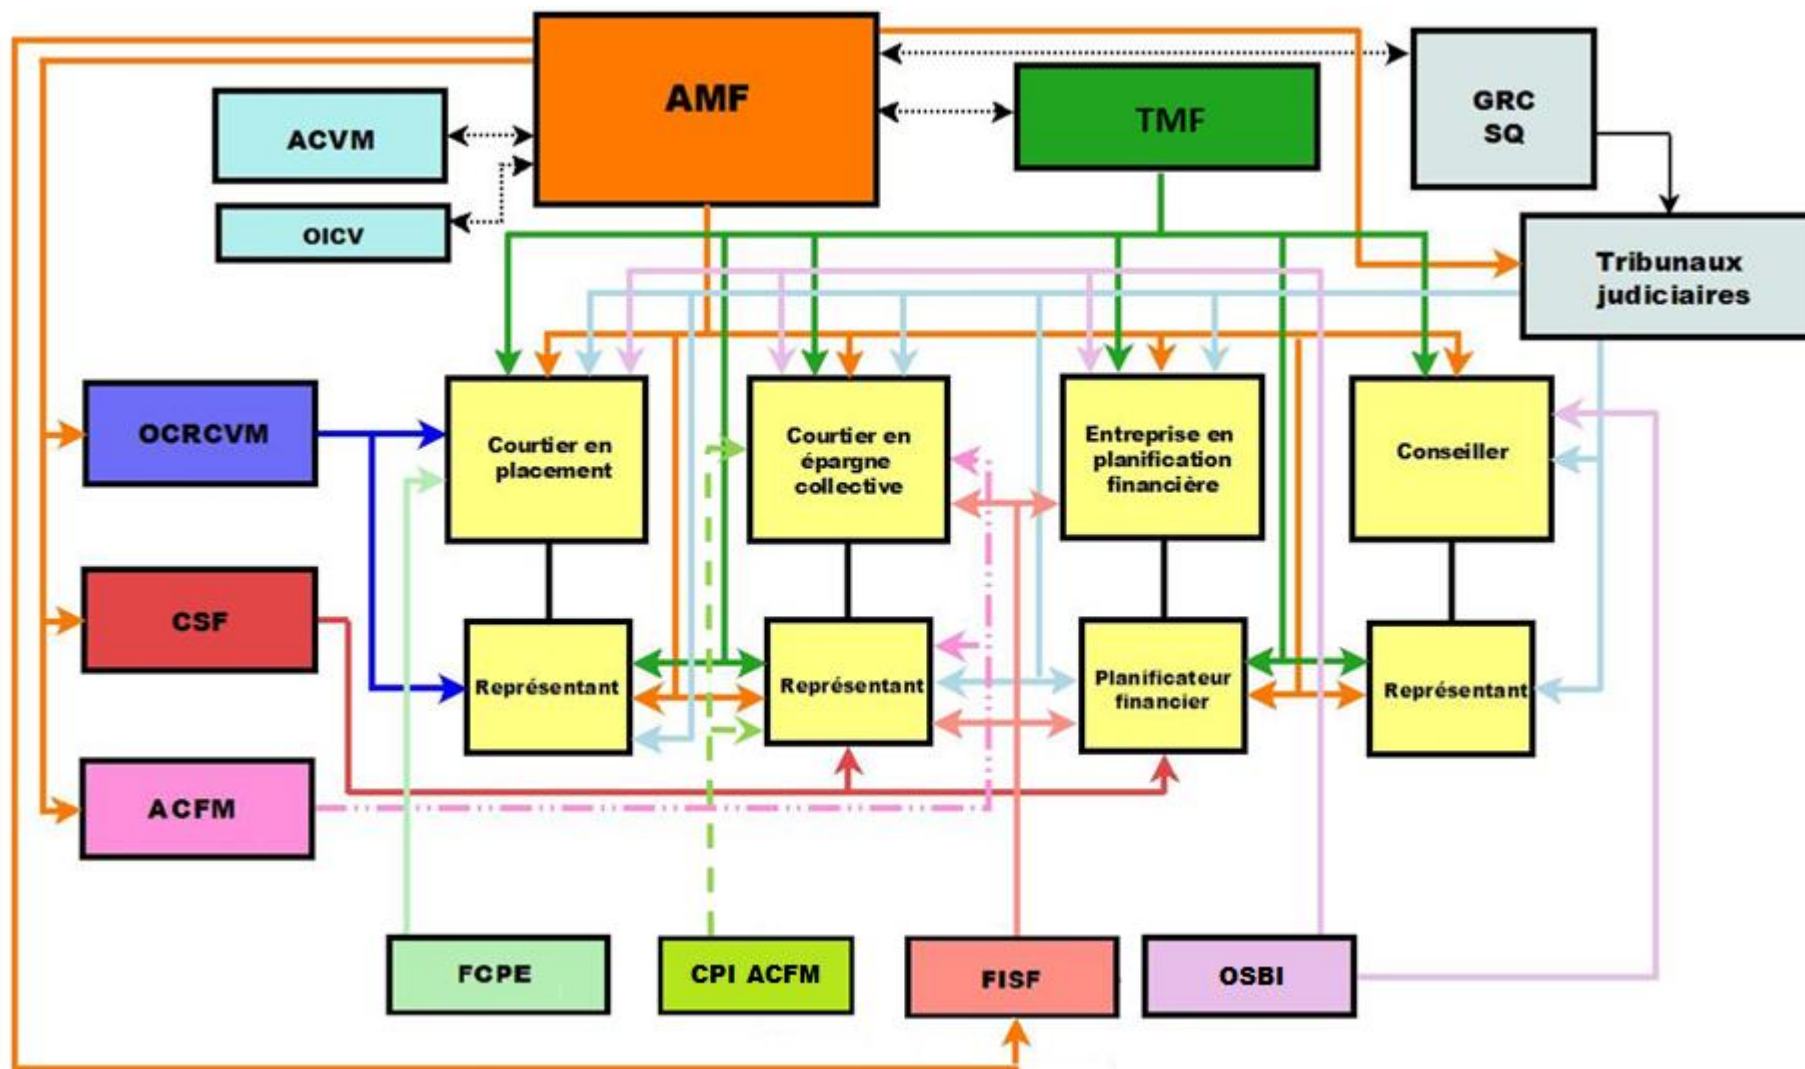 AMF
TMF
GRC
SQ
ACVM
OICV
Tribunaux
judiciaires
OCRCVM
Courtier en
placement
Courtier en
épargne
collective
Entreprise en
planification
financière
Conseiller
CSF
Représentant
Représentant
Planificateur
financier
Représentant
ACFM
FCPE
CPI ACFM
FISF
OSBI